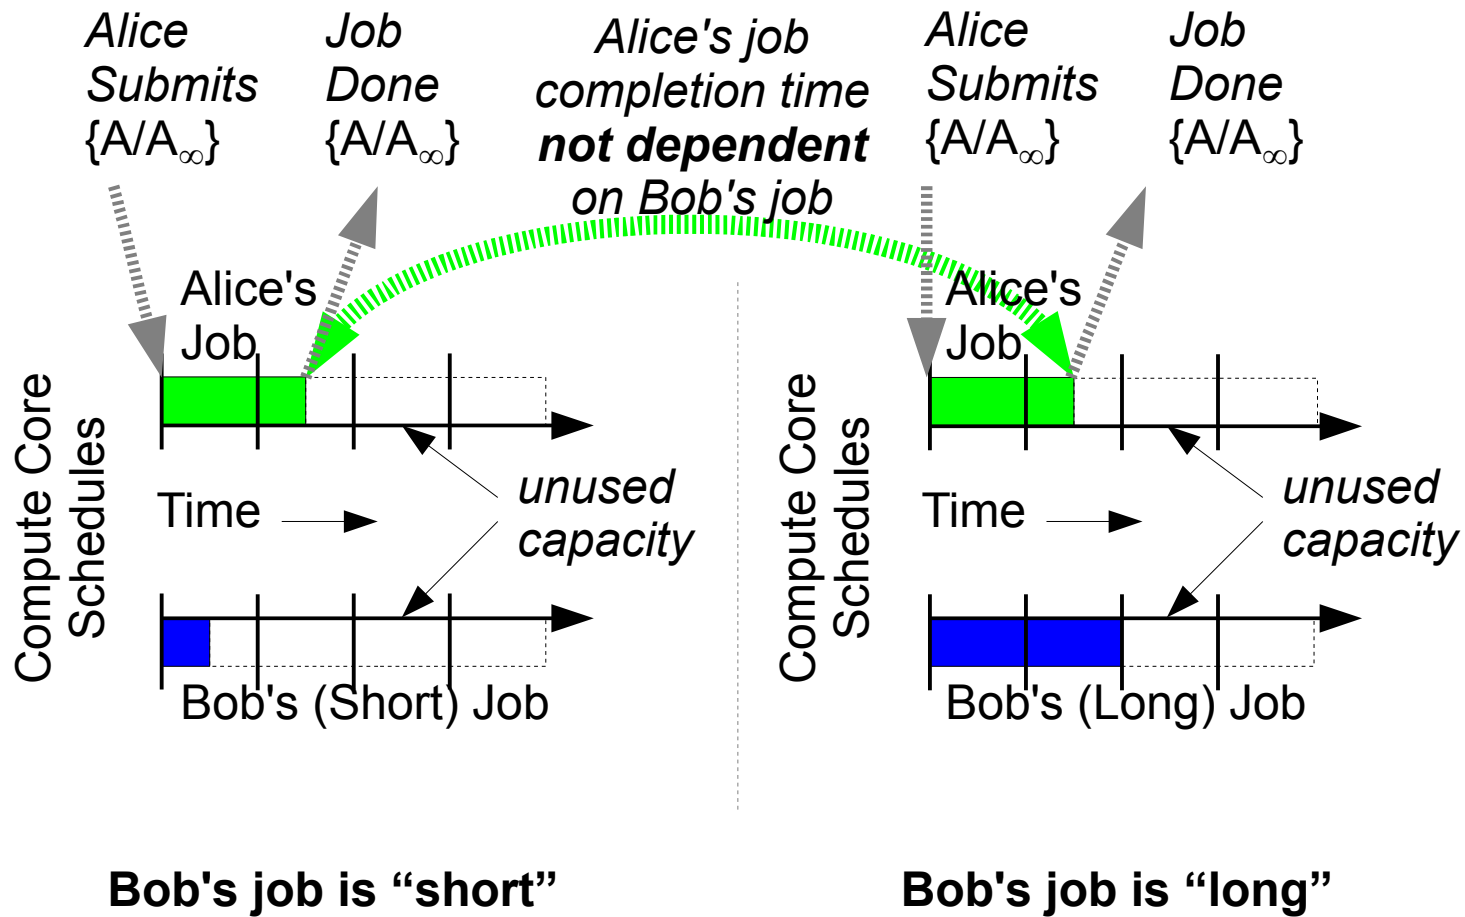 Alice
Submits
{A/A∞}
Job
Done
{A/A∞}
Alice's job
completion time
not dependent
on Bob's job
Alice
Submits
{A/A∞}
Job
Done
{A/A∞}
Alice's
Job
Compute Core
Schedules
Time
unused
capacity
Bob's (Short) Job
Alice's
Job
Compute Core
Schedules
Time
unused
capacity
Bob's (Long) Job
Bob's job is “short”
Bob's job is “long”